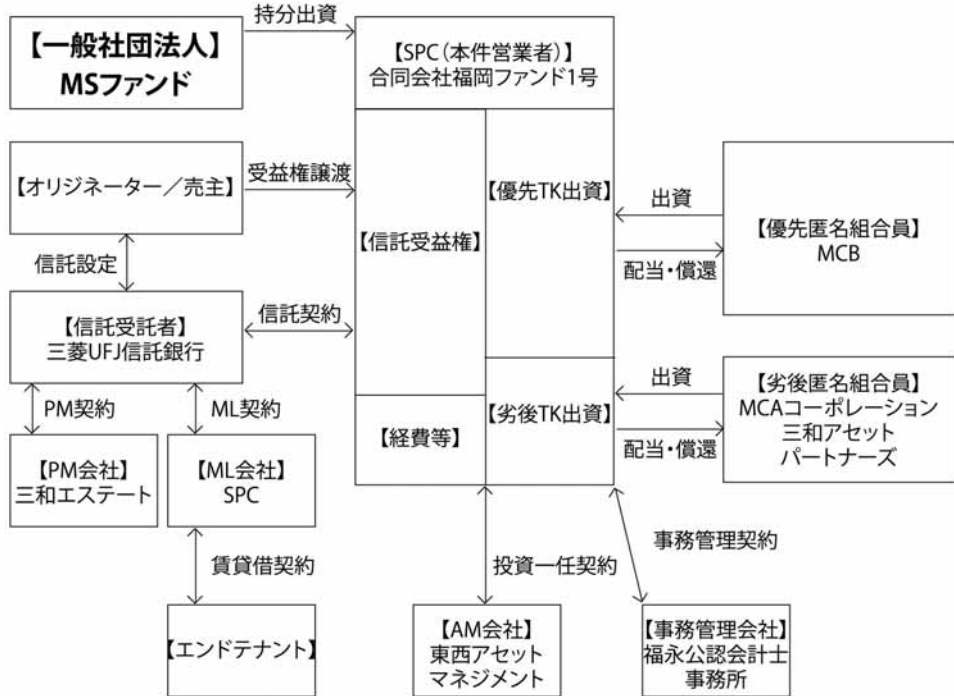 【一般社団法人】
MSファンド
持分出資
【SPC（本件営業者）】
合同会社福岡ファンド1号
【オリジネーター／売主】
受益権譲渡
【信託受益権】
【優先TK出資】
出資
配当・償還
【優先匿名組合員】
MCB
信託設定
【信託受託者】
三菱UFJ信託銀行
信託契約
【経費等】
【劣後TK出資】
出資
配当・償還
【劣後匿名組合員】
MCAコーポレーション
三和アセット
パートナーズ
PM契約
ML契約
【PM会社】
三和エステート
【ML会社】
SPC
賃貸借契約
投資一任契約
事務管理契約
【エンドテナント】
【AM会社】
東西アセット
マネジメント
【事務管理会社】
福永公認会計士
事務所